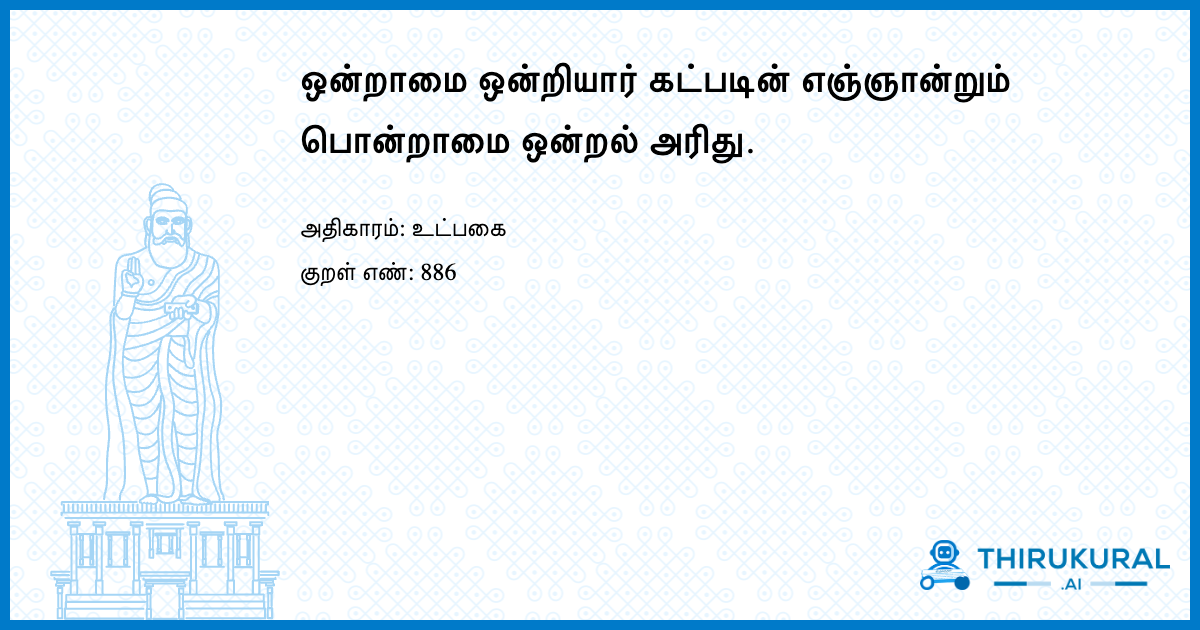 ஒன்றாமை ஒன்றியார் கட்படின் எஞ்ஞான்றும்
பொன்றாமை ஒன்றல் அரிது.
அதிகாரம்: உட்பகை
குறள் எண்: 886
THIRUKURAL
.AI